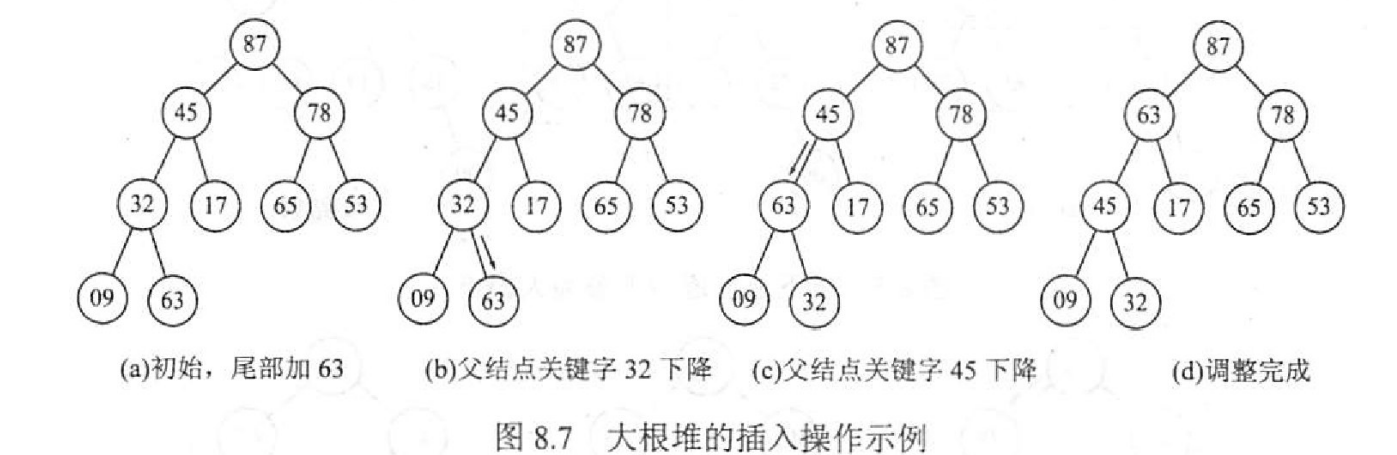 87 87 87 87
45 78 45 78 45 78 63 78
32 17 65 53 32 17 65 53 63 17 65 53 45 17 65 53
09 63 09 63 09 32 09 32
(a)初始，尾部加 63 (b)父结点关键字 32 下降 (c)父结点关键字 45 下降 (d)调整完成
图 8.7 大根堆的插入操作示例